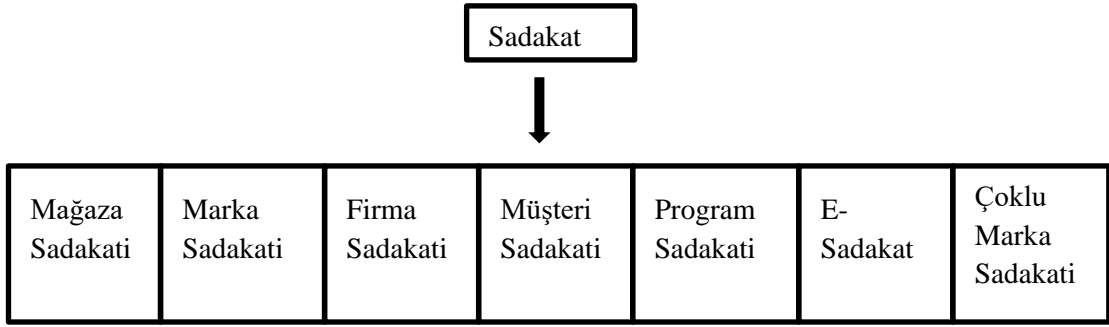 Sadakat
Mağaza
Sadakati
Marka
Sadakati
Firma
Sadakati
Müşteri
Sadakati
Program
Sadakati
E-
Sadakat
Çoklu
Marka
Sadakati